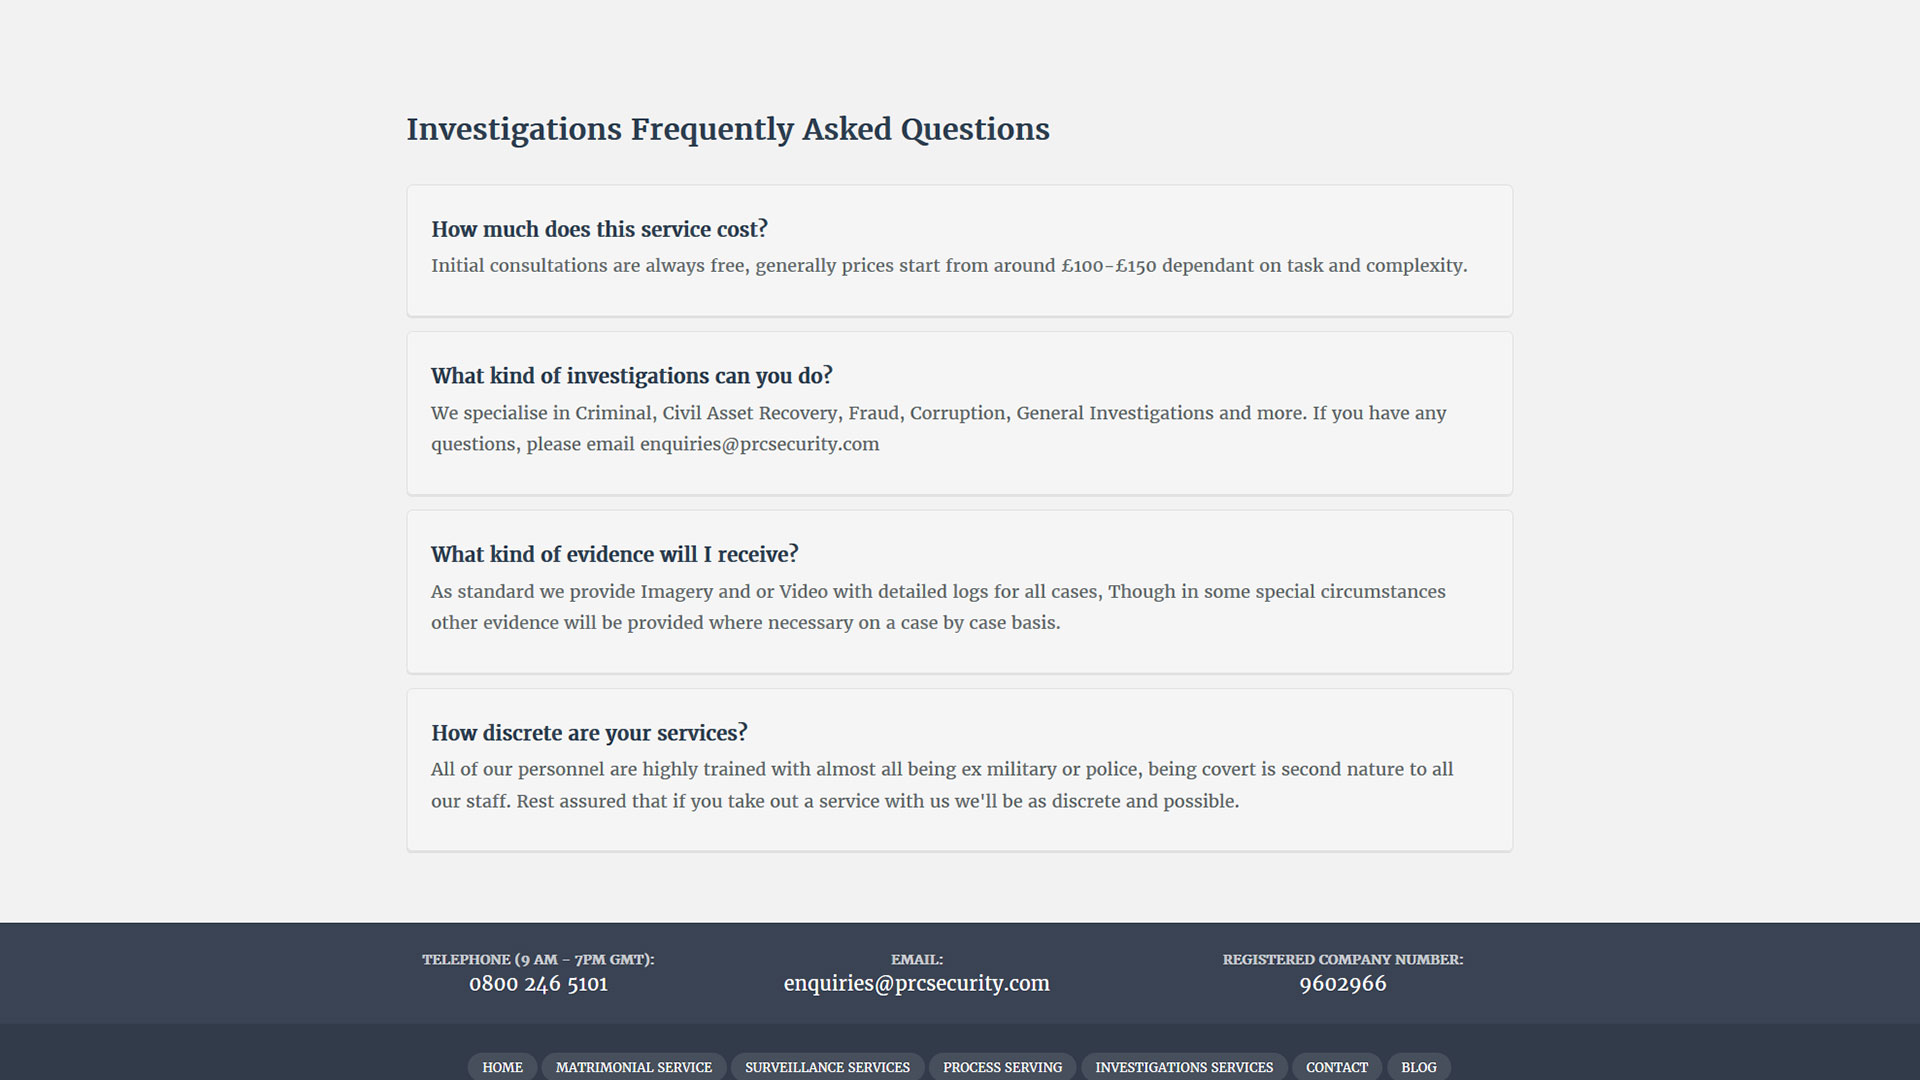 Investigations Frequently Asked Questions
How much does this service cost?
Initial consultations are always free, generally prices start from around £100-£150 dependant on task and complexity.
What kind of investigations can you do?
We specialise in Criminal, Civil Asset Recovery, Fraud, Corruption, General Investigations and more. If you have any
questions, please email enquiries@prcsecurity.com
What kind of evidence will I receive?
As standard we provide Imagery and or Video with detailed logs for all cases, Though in some special circumstances
other evidence will be provided where necessary on a case by case basis.
How discrete are your services?
All of our personnel are highly trained with almost all being ex military or police, being covert is second nature to all
our staff. Rest assured that if you take out a service with us we'll be as discrete and possible.
TELEPHONE (9 AM - 7PM GMT):
0800 246 5101
EMAIL:
enquiries@prcsecurity.com
REGISTERED COMPANY NUMBER:
9602966
HOME MATRIMONIAL SERVICE SURVEILLANCE SERVICES PROCESS SERVING INVESTIGATIONS SERVICES CONTACT BLOG